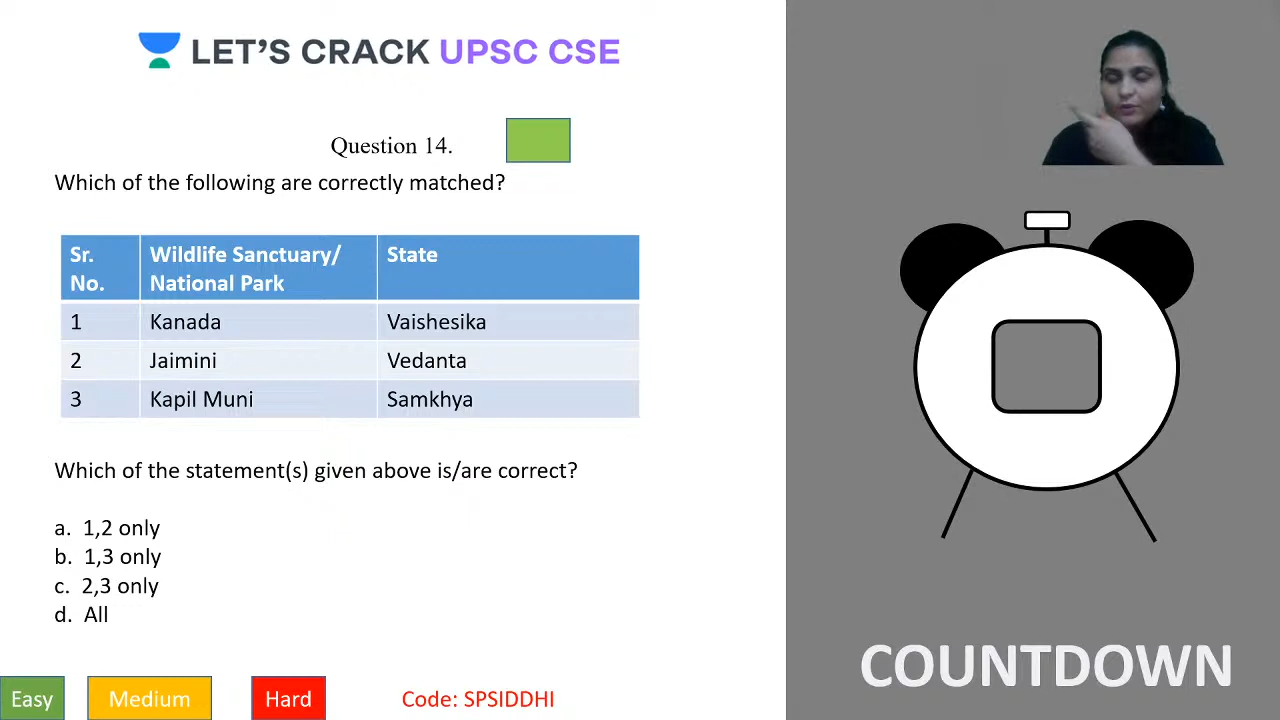 LET'S CRACK UPSC CSE
Question 14.
Which of the following are correctly matched?
Sr. No. Wildlife Sanctuary/ National Park State
1 Kanada Vaishesika
2 Jaimini Vedanta
3 Kapil Muni Samkhya
Which of the statement(s) given above is/are correct?
a. 1,2 only
b. 1,3 only
c. 2,3 only
d. All
Easy Medium Hard Code: SPSIDDHI
COUNTDOWN